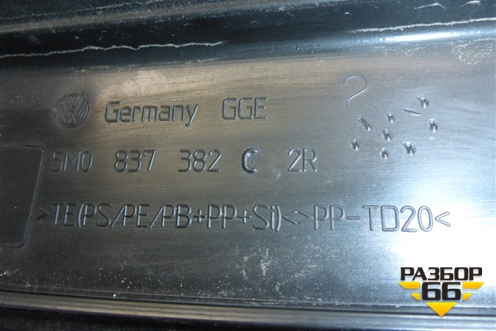 Germany GGE
5M0 837 382 C 2R
>TE(PS/PE/PB+PP+SI)<>PP-TD20<
РАЗБОР
66